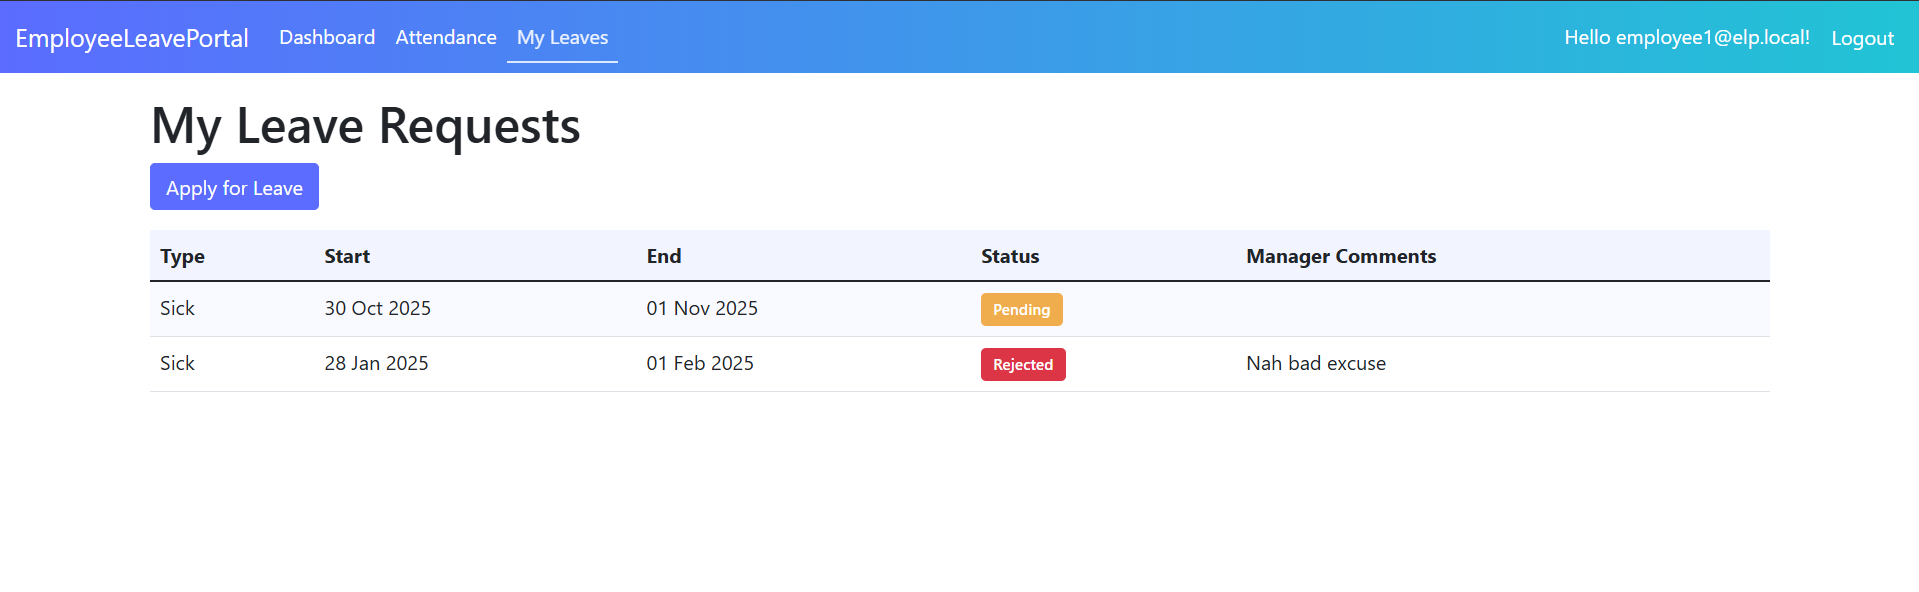 EmployeeLeavePortal Dashboard Attendance My Leaves Hello employee1@elp.local! Logout
My Leave Requests
Apply for Leave
Type Start End Status Manager Comments
Sick 30 Oct 2025 01 Nov 2025 Pending
Sick 28 Jan 2025 01 Feb 2025 Rejected Nah bad excuse